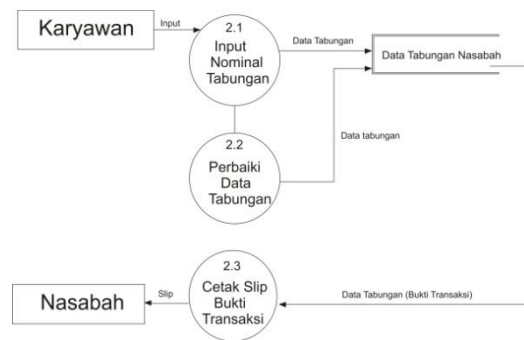 Karyawan
Input
2.1
Input
Nominal
Tabungan
Data Tabungan
Data Tabungan Nasabah
2.2
Perbaiki
Data
Tabungan
Data tabungan
2.3
Cetak Slip
Bukti
Transaksi
Nasabah
Slip
Data Tabungan (Bukti Transaksi)